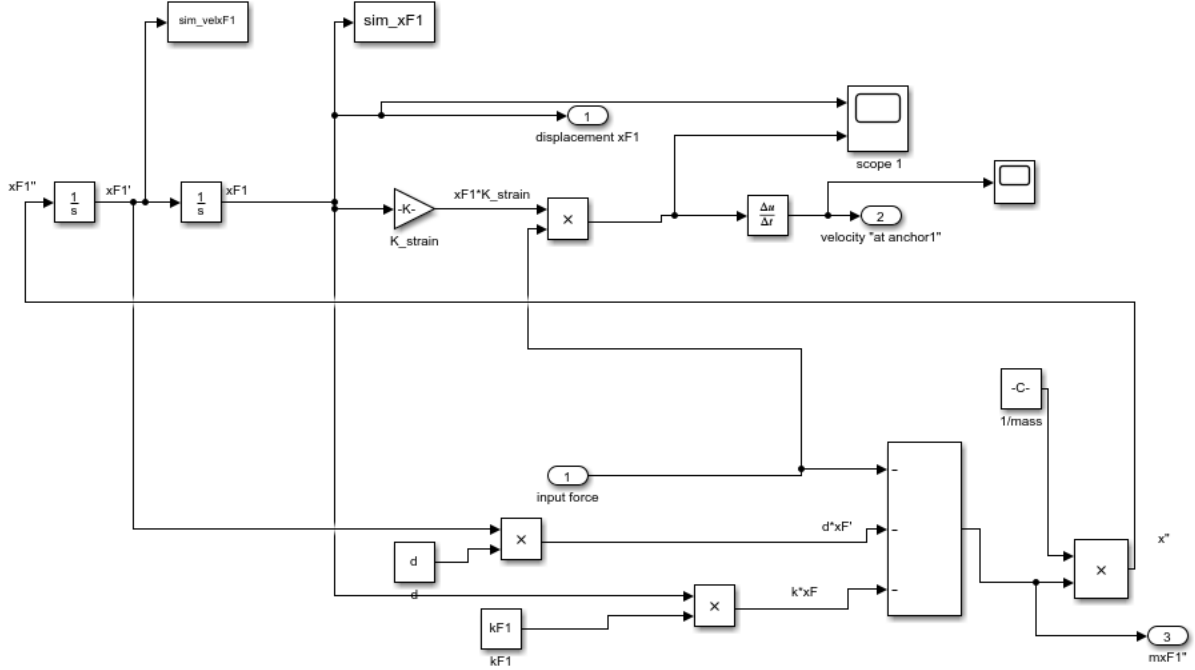 sim_velxF1
sim_xF1
1
displacement xF1
scope 1
xF1"
1
s
xF1'
1
s
xF1
-K-
K_strain
xF1*K_strain
×
Δu
Δt
2
velocity "at anchor1"
-C-
1/mass
1
input force
-
-
-
×
d
d
d*xF'
kF1
kF1
×
k*xF
×
x"
3
mxF1"